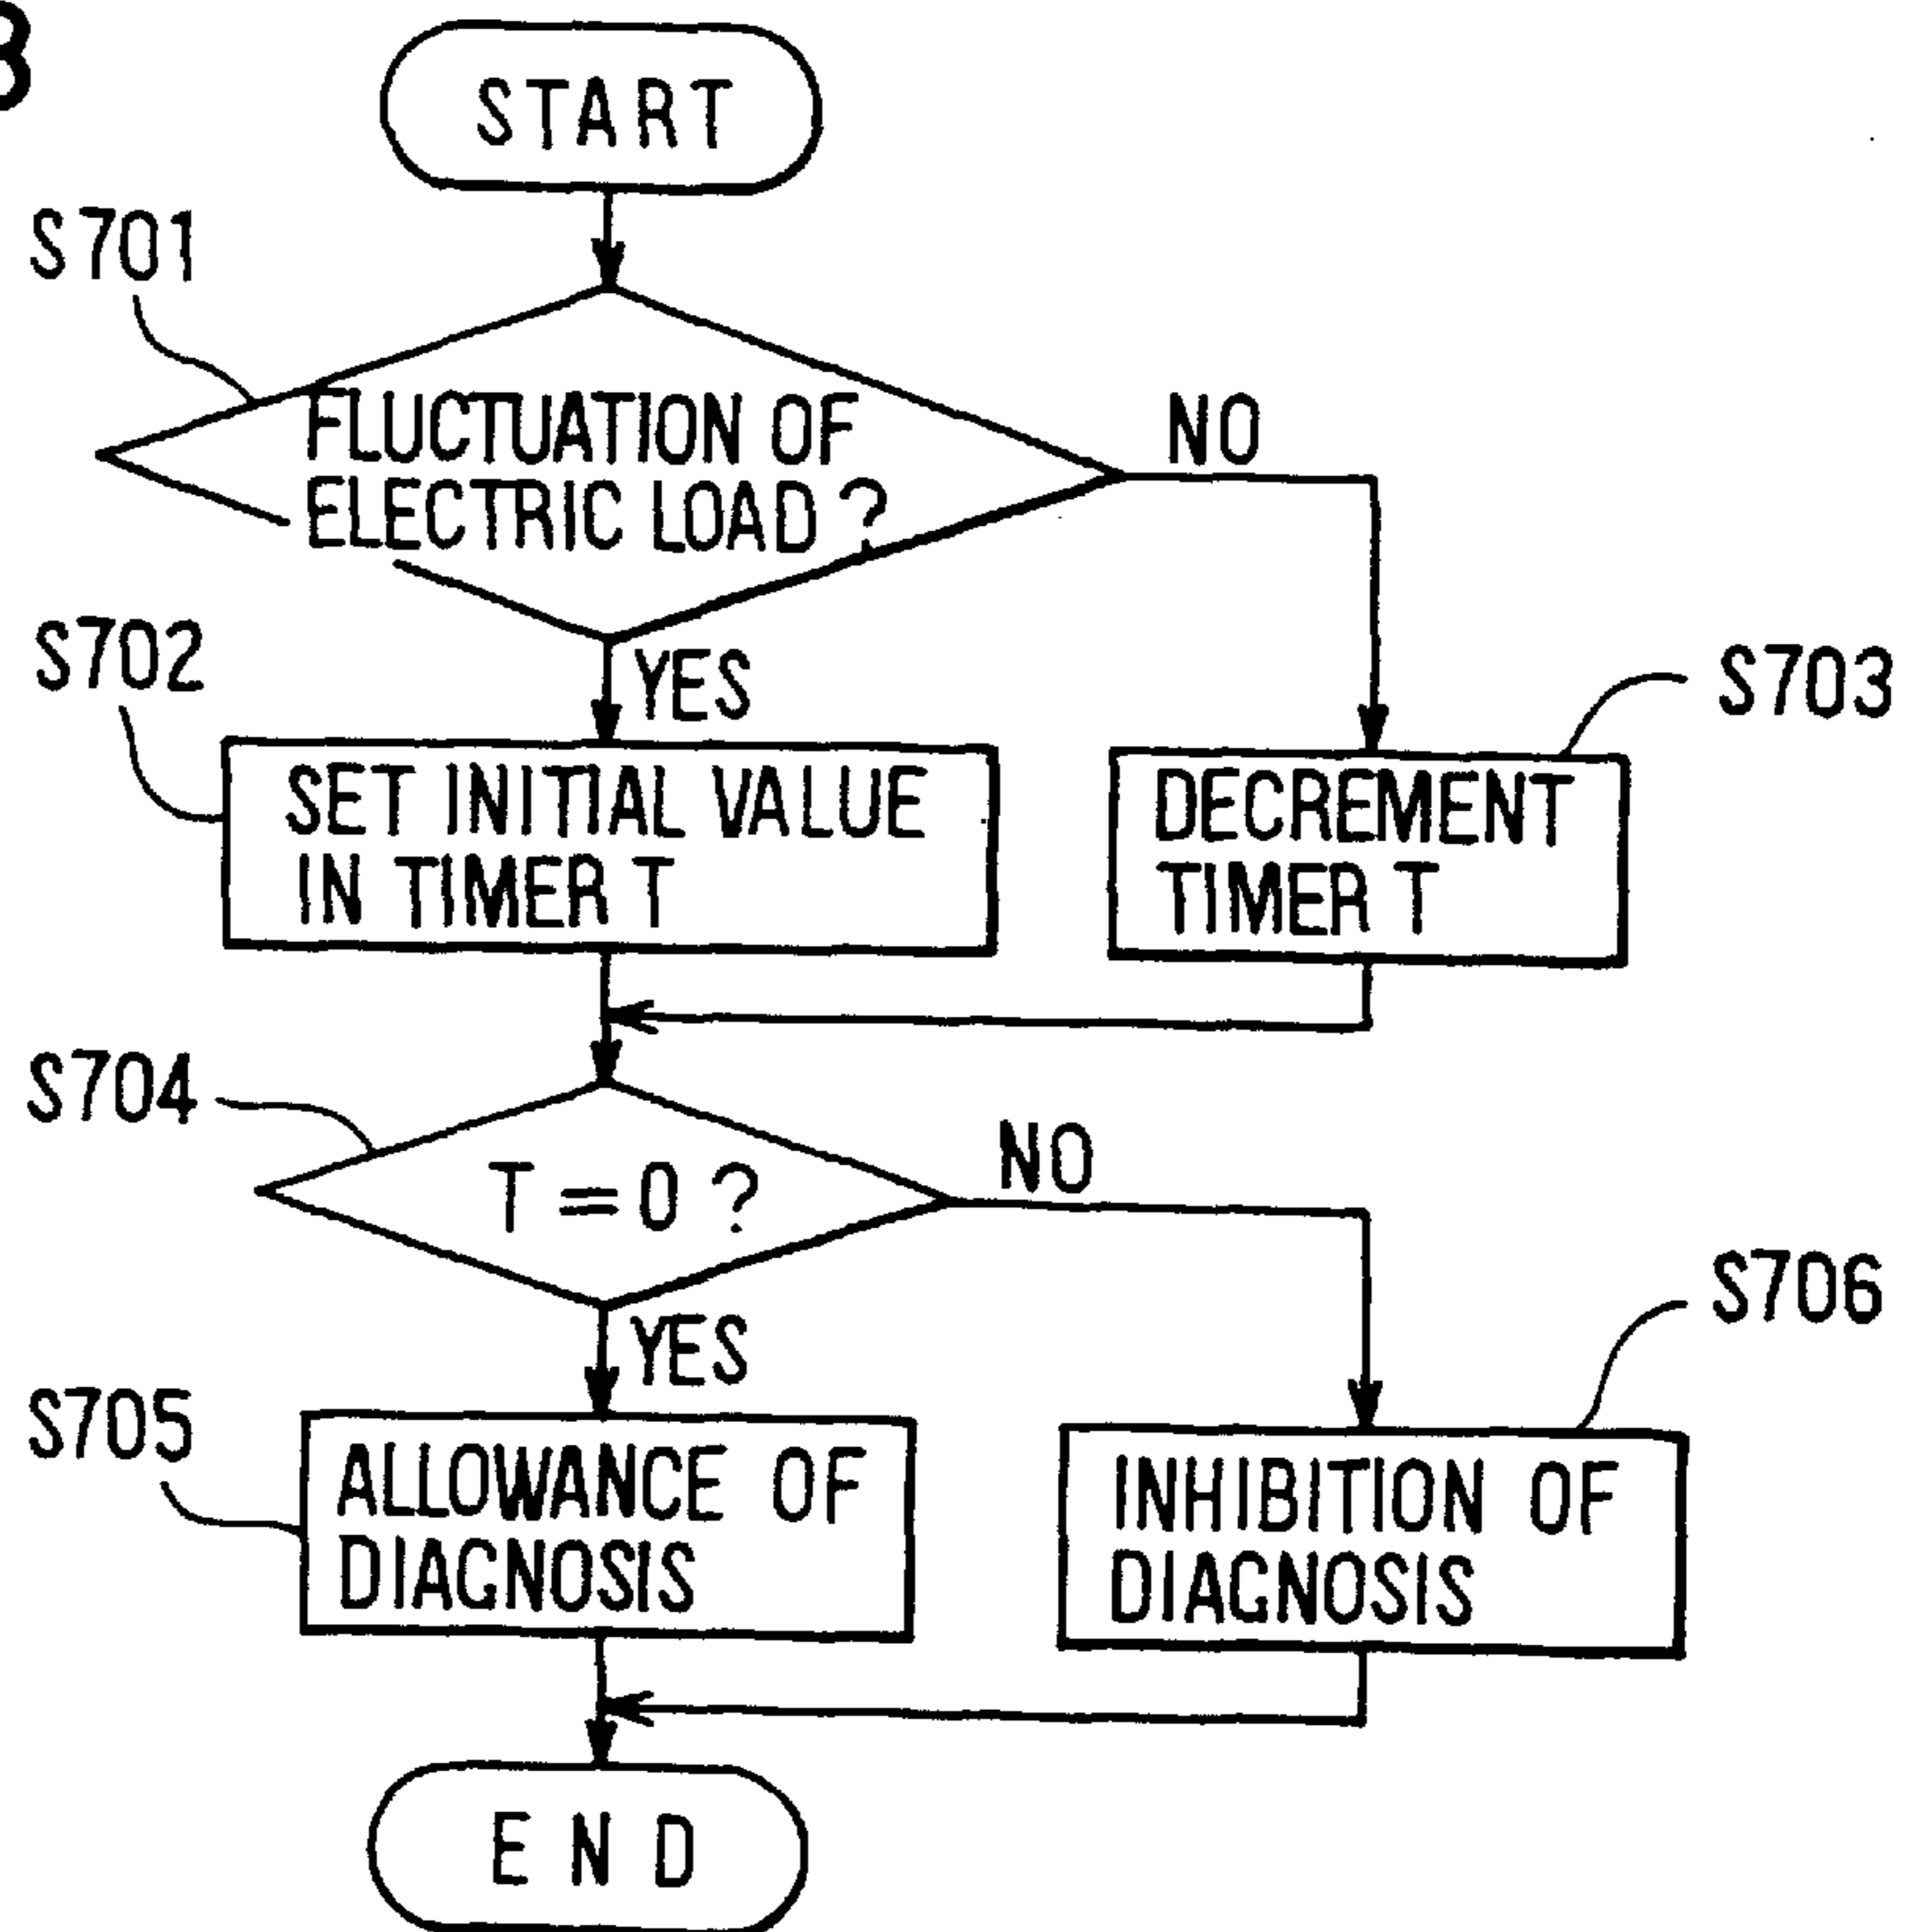 START
S701
FLUCTUATION OF
ELECTRIC LOAD ?
NO
S702
YES
S703
SET INITIAL VALUE
IN TIMER T
DECREMENT
TIMER T
S704
T = 0 ?
NO
YES
S706
S705
ALLOWANCE OF
DIAGNOSIS
INHIBITION OF
DIAGNOSIS
END